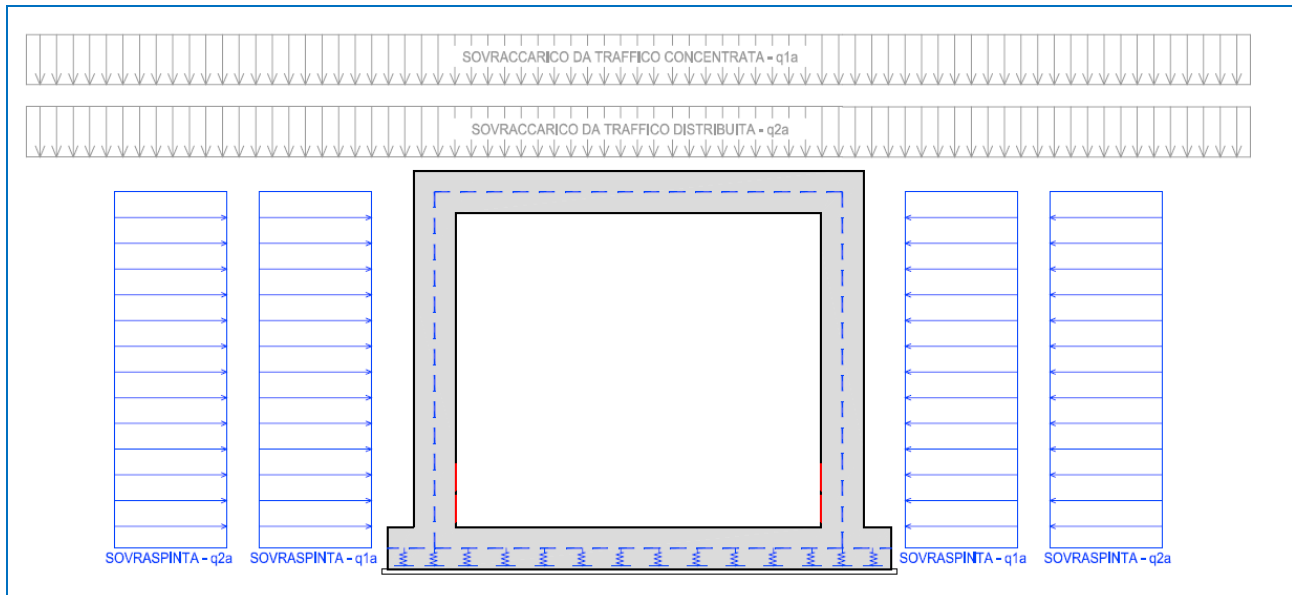 SOVRACCARICO DA TRAFFICO CONCENTRATA - q1a
SOVRACCARICO DA TRAFFICO DISTRIBUITA - q2a
SOVRASPINTA - q2a
SOVRASPINTA - q1a
SOVRASPINTA - q1a
SOVRASPINTA - q2a